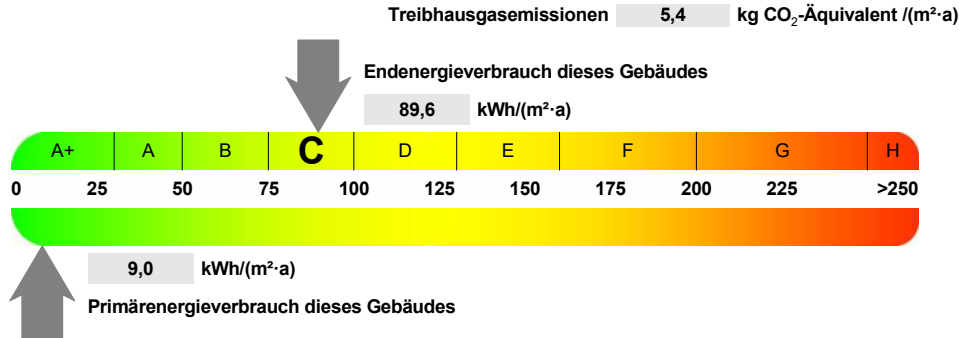 Treibhausgasemissionen 5,4 kg CO₂-Äquivalent /(m²·a)
Endenergieverbrauch dieses Gebäudes
89,6 kWh/(m²·a)
A+ A B C D E F G H
0 25 50 75 100 125 150 175 200 225 >250
9,0 kWh/(m²·a)
Primärenergieverbrauch dieses Gebäudes